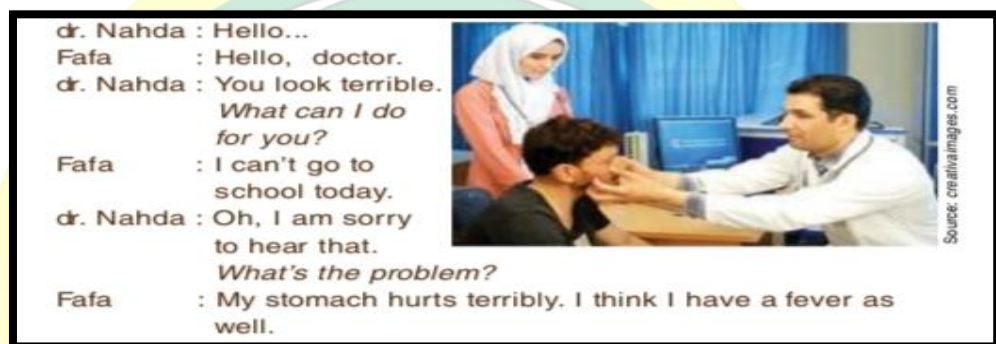 dr. Nahda : Hello...
Fafa : Hello, doctor.
dr. Nahda : You look terrible.
What can I do
for you?
Fafa : I can't go to
school today.
dr. Nahda : Oh, I am sorry
to hear that.
What's the problem?
Fafa : My stomach hurts terribly. I think I have a fever as
well.
Source: creativaimages.com